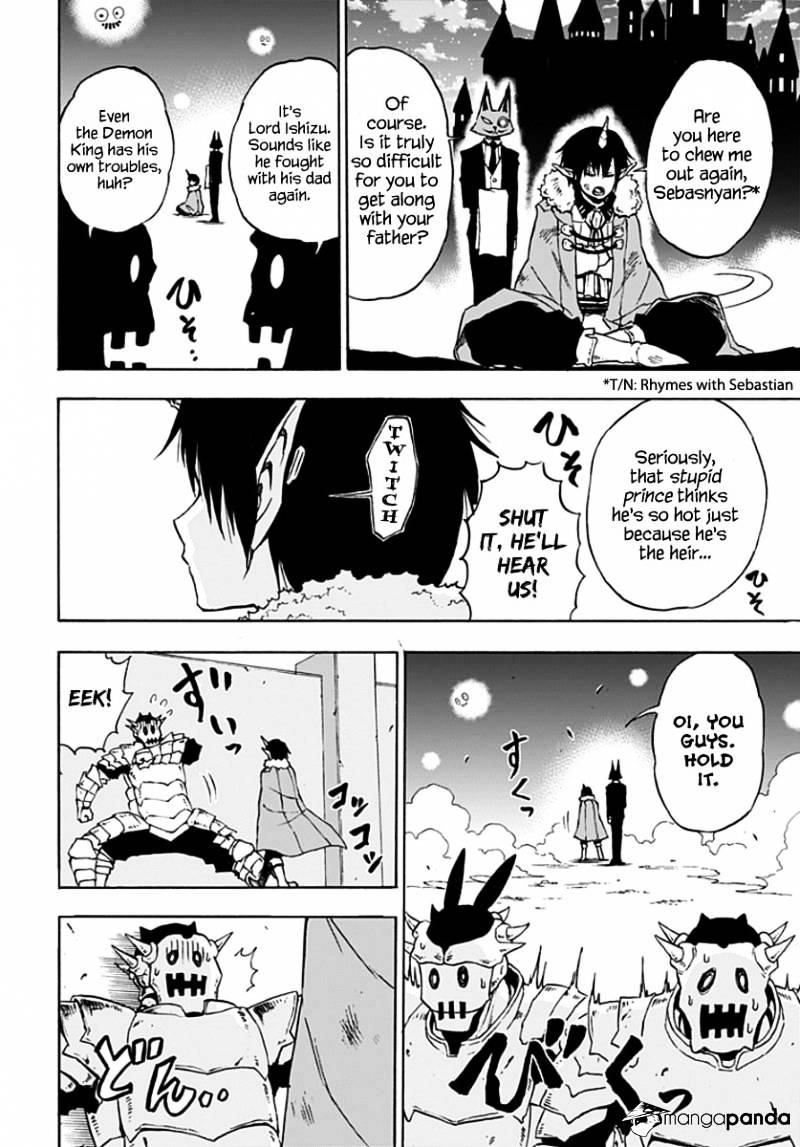 Are
you here
to chew me
out again,
Sebasnyan?*
Of
course.
Is it truly
so difficult
for you to
get along
with your
father?
It's
Lord Ishizu.
Sounds like
he fought
with his dad
again.
Even
the Demon
King has his
own troubles,
huh?
ひそ…
*T/N: Rhymes with Sebastian
Seriously,
that stupid
prince thinks
he's so hot just
because he's
the heir...
ひそ
ひそ
SHUT
IT, HE'LL
HEAR
US!
TWITCH
OI, YOU
GUYS.
HOLD
IT.
すくっ
びくっ
EEK!
ずいっ
コッコッ
どん..
mangapanda